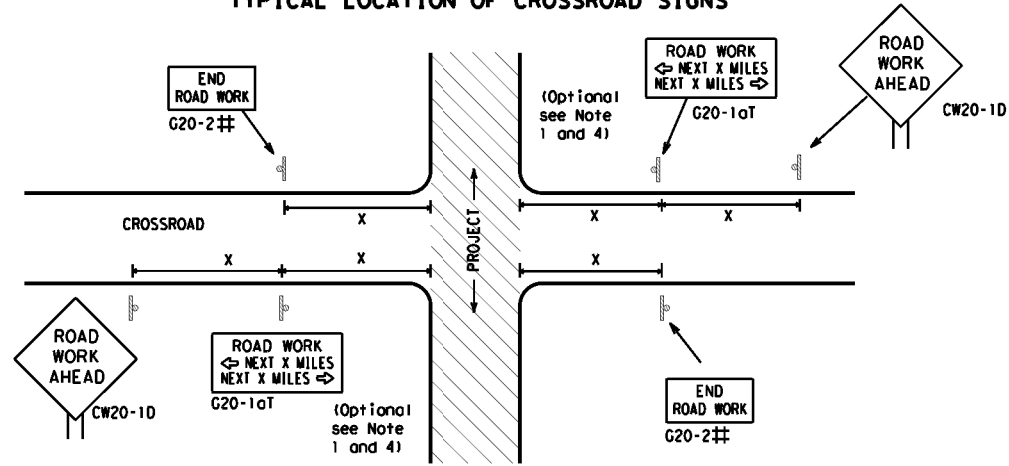 TYPICAL LOCATION OF CROSSROAD SIGNS
END
ROAD WORK
G20-2#
(Optional
see Note
1 and 4)
ROAD WORK
⇦ NEXT X MILES
NEXT X MILES ⇨
G20-1aT
ROAD
WORK
AHEAD
CW20-1D
X
X
X
CROSSROAD
PROJECT
X
X
X
ROAD
WORK
AHEAD
CW20-1D
ROAD WORK
⇦ NEXT X MILES
NEXT X MILES ⇨
G20-1aT
(Optional
see Note
1 and 4)
END
ROAD WORK
G20-2#